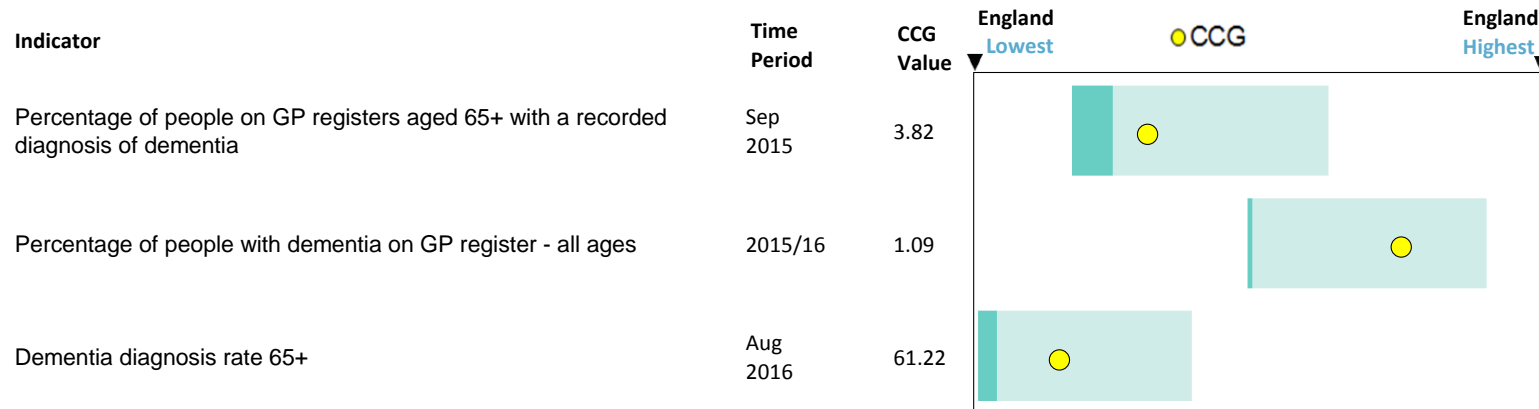 Indicator
Time Period
CCG Value
England Lowest
CCG
England Highest
Percentage of people on GP registers aged 65+ with a recorded
diagnosis of dementia
Sep
2015
3.82
Percentage of people with dementia on GP register - all ages
2015/16
1.09
Dementia diagnosis rate 65+
Aug
2016
61.22